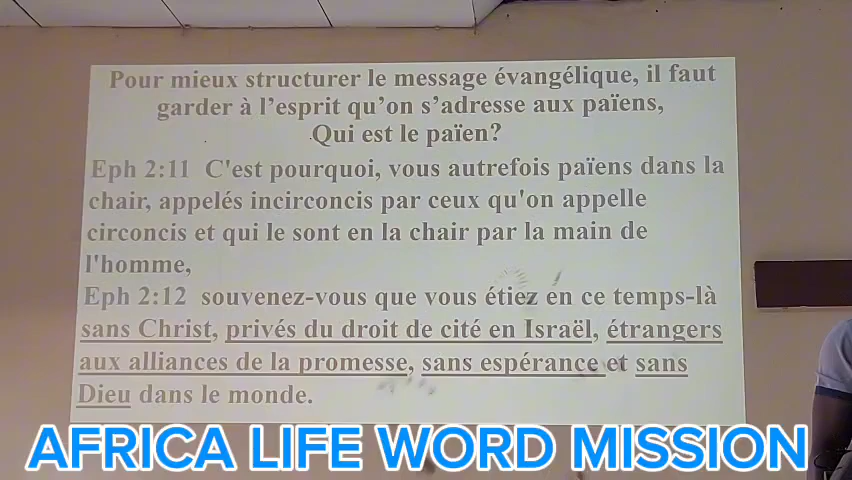 Pour mieux structurer le message évangélique, il faut
garder à l'esprit qu'on s'adresse aux païens,
Qui est le païen?
Eph 2:11 C'est pourquoi, vous autrefois païens dans la
chair, appelés incirconcis par ceux qu'on appelle
circoncis et qui le sont en la chair par la main de
l'homme,
Eph 2:12 souvenez-vous que vous étiez en ce temps-là
sans Christ, privés du droit de cité en Israël, étrangers
aux alliances de la promesse, sans espérance et sans
Dieu dans le monde.
AFRICA LIFE WORD MISSION